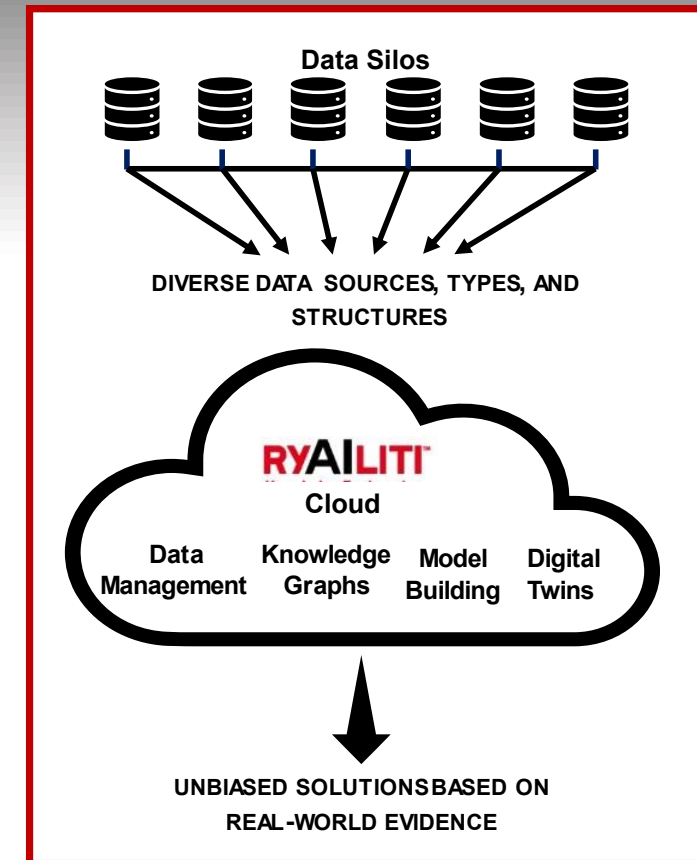 Data Silos
DIVERSE DATA SOURCES, TYPES, AND
STRUCTURES
RYAILITI™
Cloud
Data Knowledge Model Digital
Management Graphs Building Twins
UNBIASED SOLUTIONSBASED ON
REAL-WORLD EVIDENCE